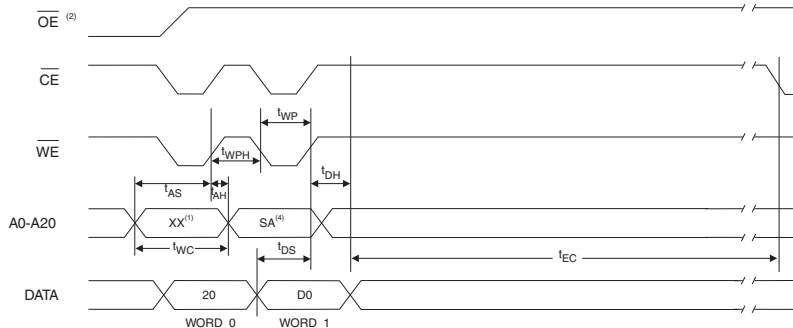 OE (2)
CE
tWP
WE
tWPH
tDH
tAS
tAH
A0-A20
XX(1)
SA(4)
tWC
tDS
tEC
DATA
20
D0
WORD 0
WORD 1